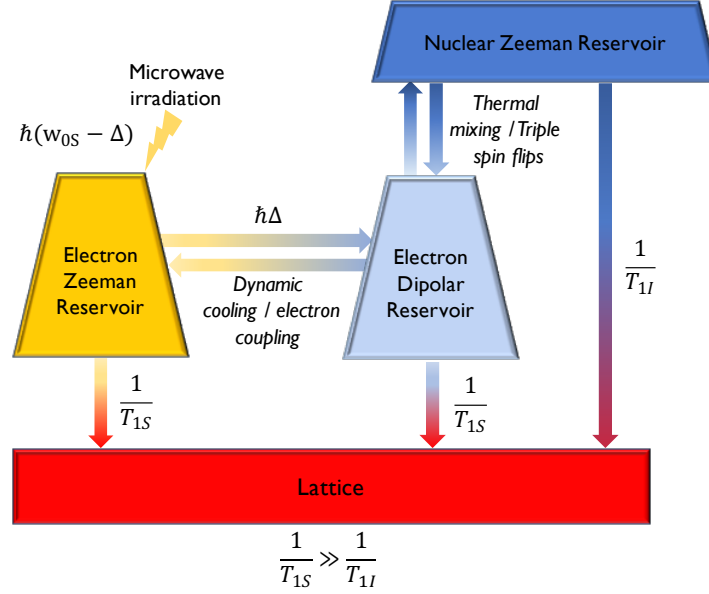 Nuclear Zeeman Reservoir
Microwave
irradiation
ℏ(w₀S − Δ)
Thermal
mixing / Triple
spin flips
ℏΔ
Electron
Zeeman
Reservoir
Electron
Dipolar
Reservoir
Dynamic
cooling / electron
coupling
1/T₁I
1/T₁S
1/T₁S
Lattice
1/T₁S ≫ 1/T₁I